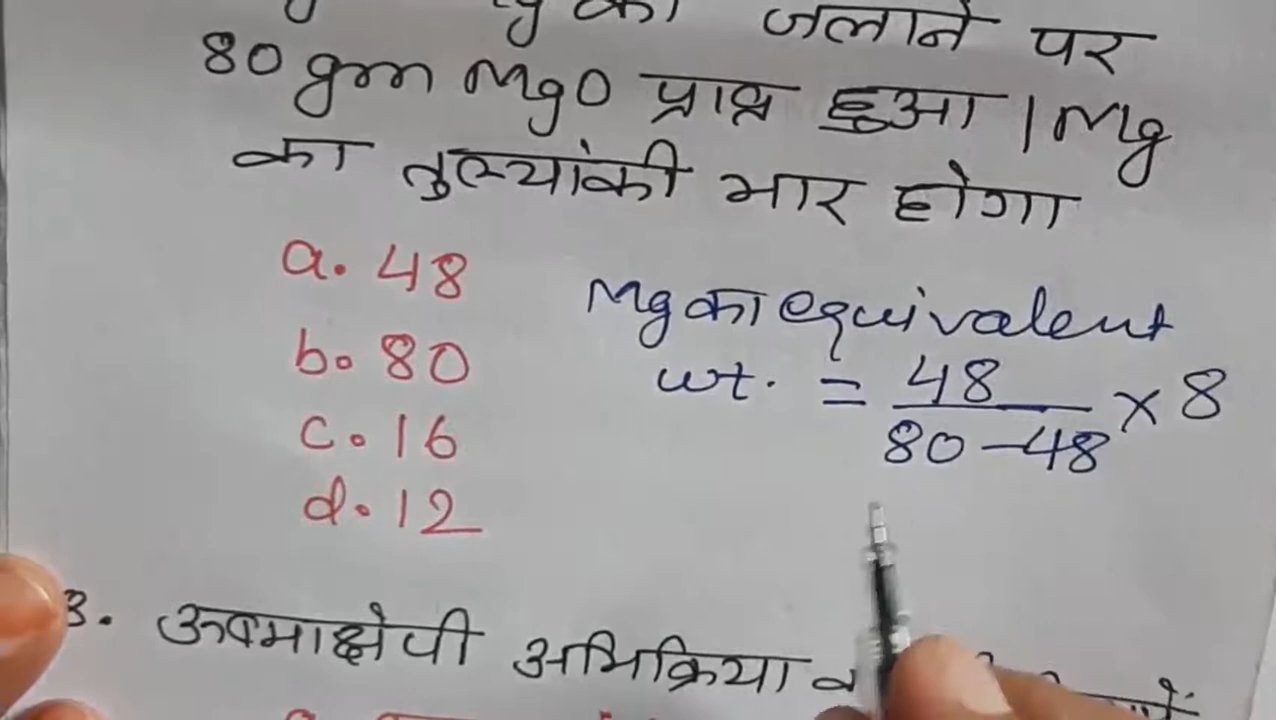 को जलाने पर
80 gm MgO प्राप्त हुआ । Mg
का तुल्यांकी भार होगा
a. 48
b. 80
c. 16
d. 12
Mg का equivalent
wt. = 48 / 80-48 × 8
3. ऊष्माक्षेपी अभिक्रिया